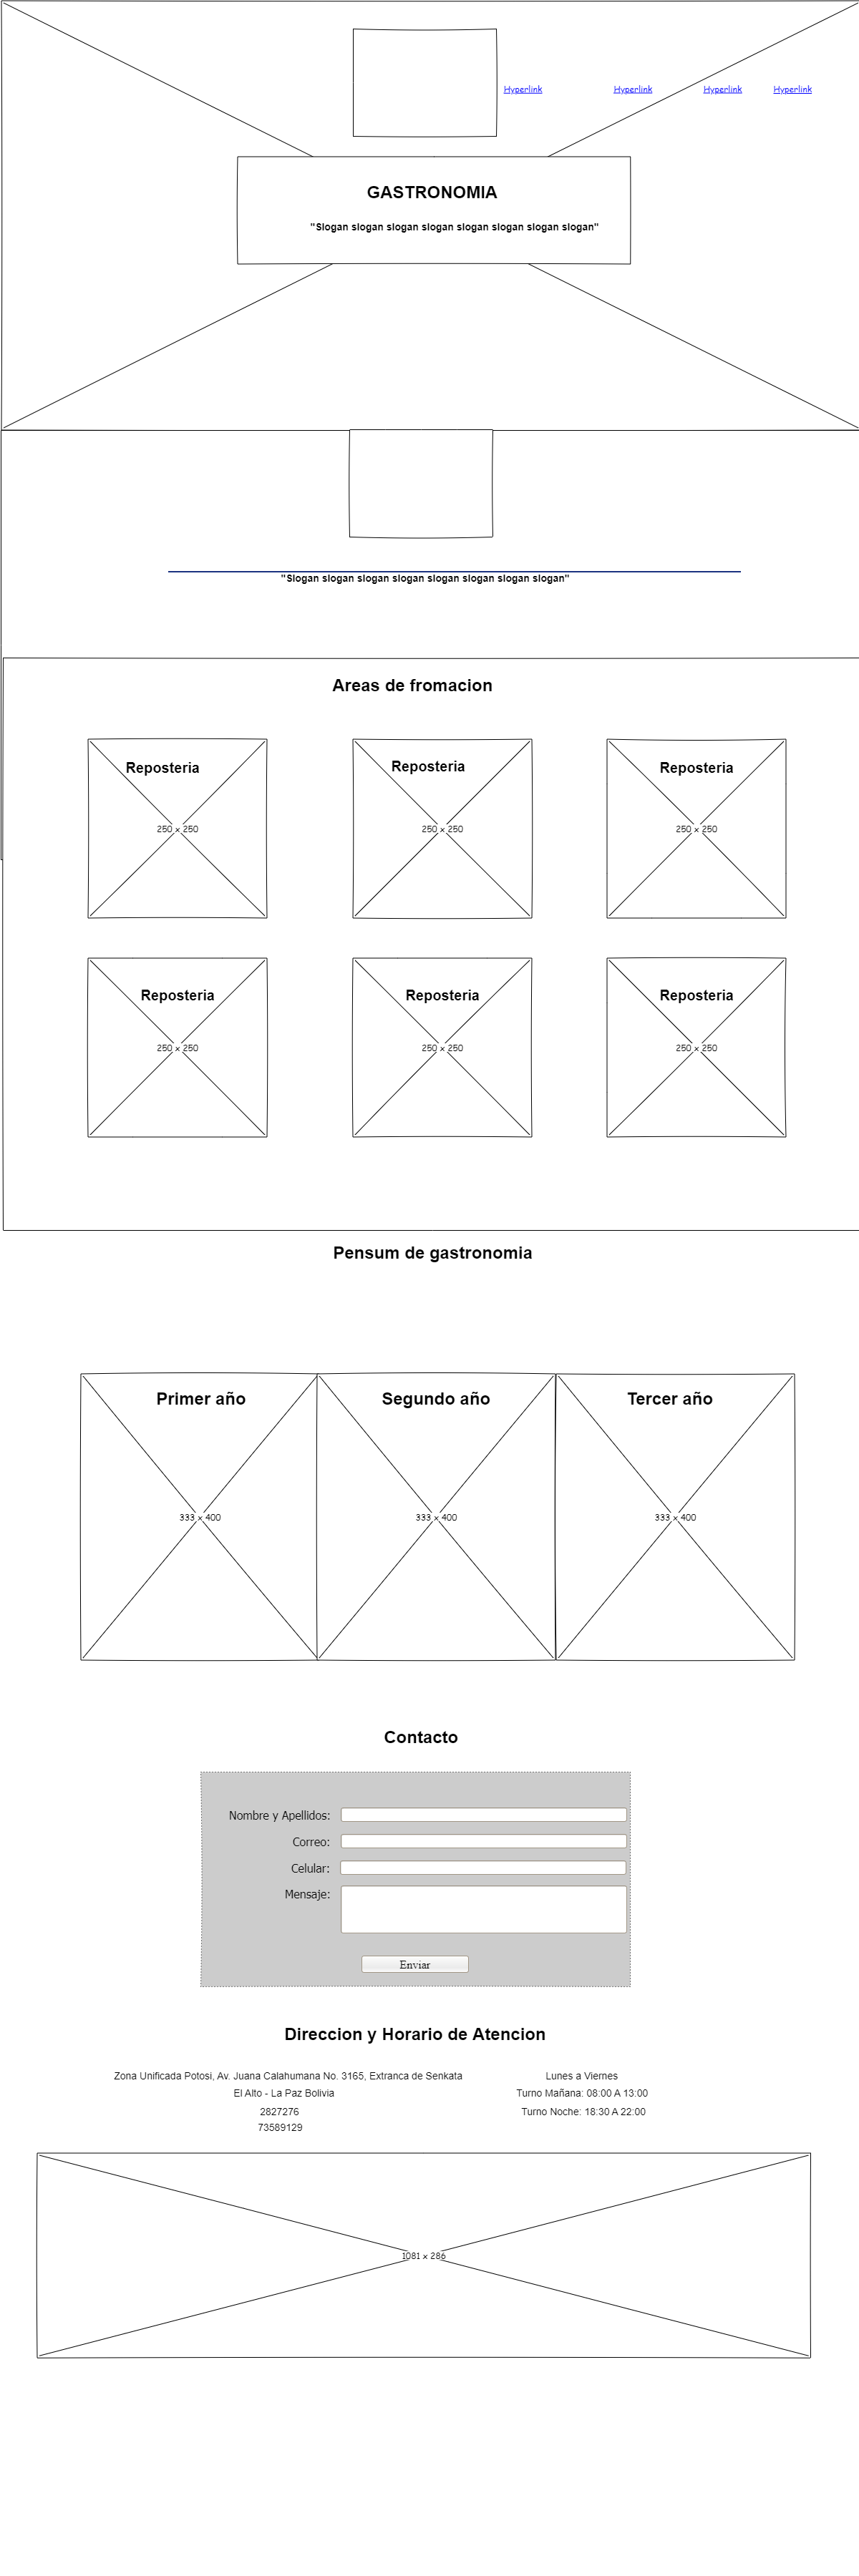 Hyperlink Hyperlink Hyperlink Hyperlink
GASTRONOMIA
"Slogan slogan slogan slogan slogan slogan slogan slogan"
"Slogan slogan slogan slogan slogan slogan slogan slogan"
Areas de fromacion
Reposteria Reposteria Reposteria
250 x 250 250 x 250 250 x 250
Reposteria Reposteria Reposteria
250 x 250 250 x 250 250 x 250
Pensum de gastronomia
Primer año Segundo año Tercer año
333 x 400 333 x 400 333 x 400
Contacto
Nombre y Apellidos:
Correo:
Celular:
Mensaje:
Enviar
Direccion y Horario de Atencion
Zona Unificada Potosi, Av. Juana Calahumana No. 3165, Extranca de Senkata
El Alto - La Paz Bolivia
2827276
73589129
Lunes a Viernes
Turno Mañana: 08:00 A 13:00
Turno Noche: 18:30 A 22:00
1081 x 286